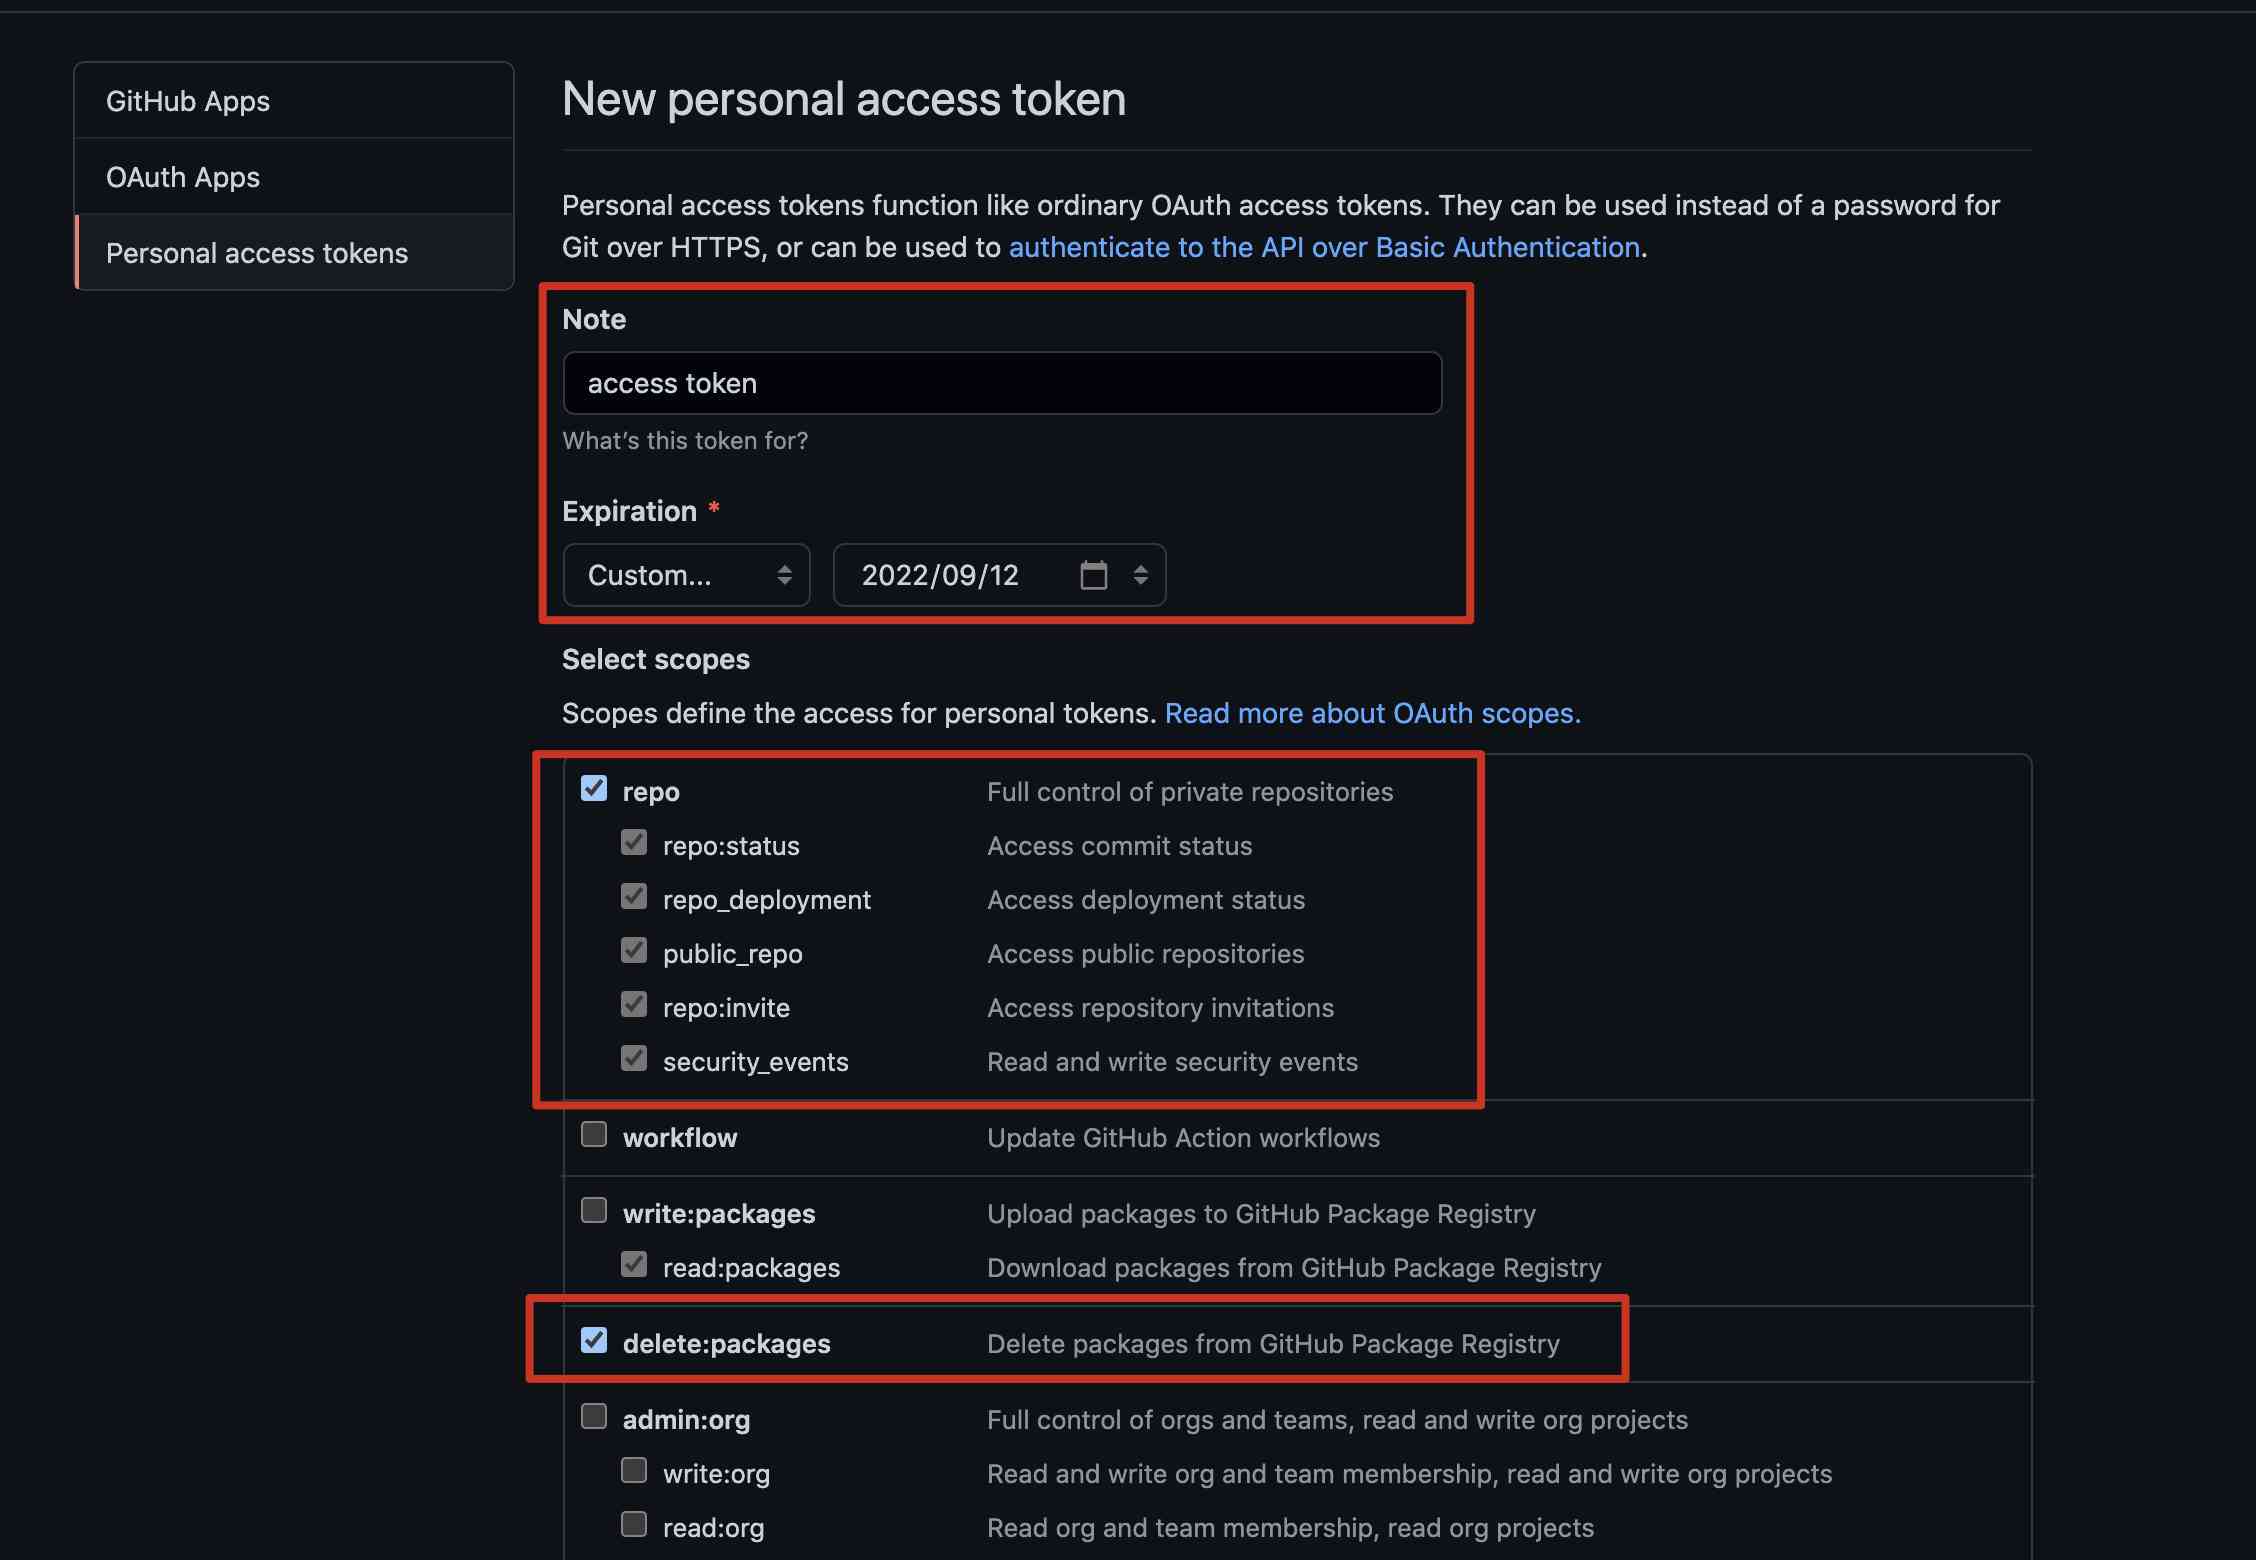 GitHub Apps
OAuth Apps
Personal access tokens
New personal access token
Personal access tokens function like ordinary OAuth access tokens. They can be used instead of a password for
Git over HTTPS, or can be used to authenticate to the API over Basic Authentication.
Note
access token
What's this token for?
Expiration *
Custom... 2022/09/12
Select scopes
Scopes define the access for personal tokens. Read more about OAuth scopes.
repo Full control of private repositories
repo:status Access commit status
repo_deployment Access deployment status
public_repo Access public repositories
repo:invite Access repository invitations
security_events Read and write security events
workflow Update GitHub Action workflows
write:packages Upload packages to GitHub Package Registry
read:packages Download packages from GitHub Package Registry
delete:packages Delete packages from GitHub Package Registry
admin:org Full control of orgs and teams, read and write org projects
write:org Read and write org and team membership, read and write org projects
read:org Read org and team membership, read org projects